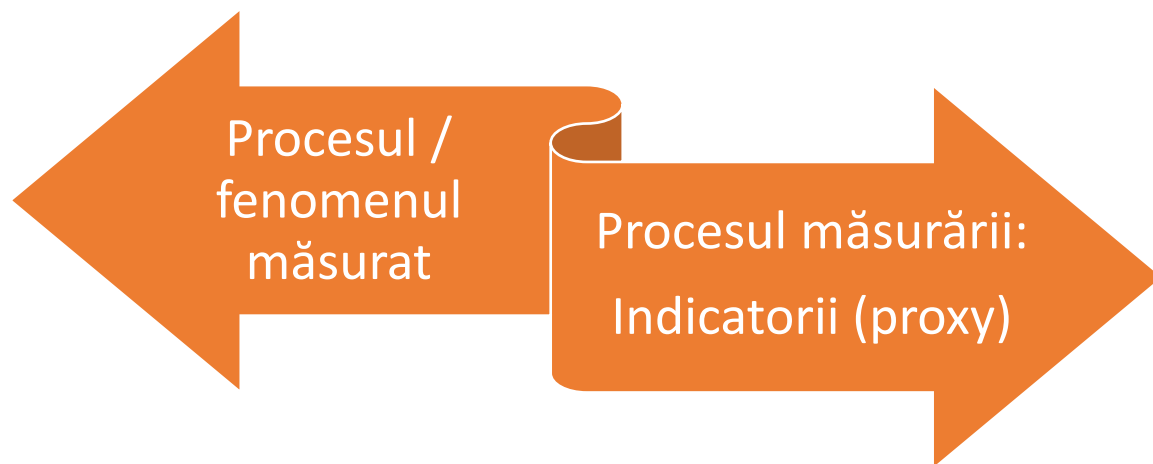 Procesul /
fenomenul
măsurat
Procesul măsurării:
Indicatorii (proxy)